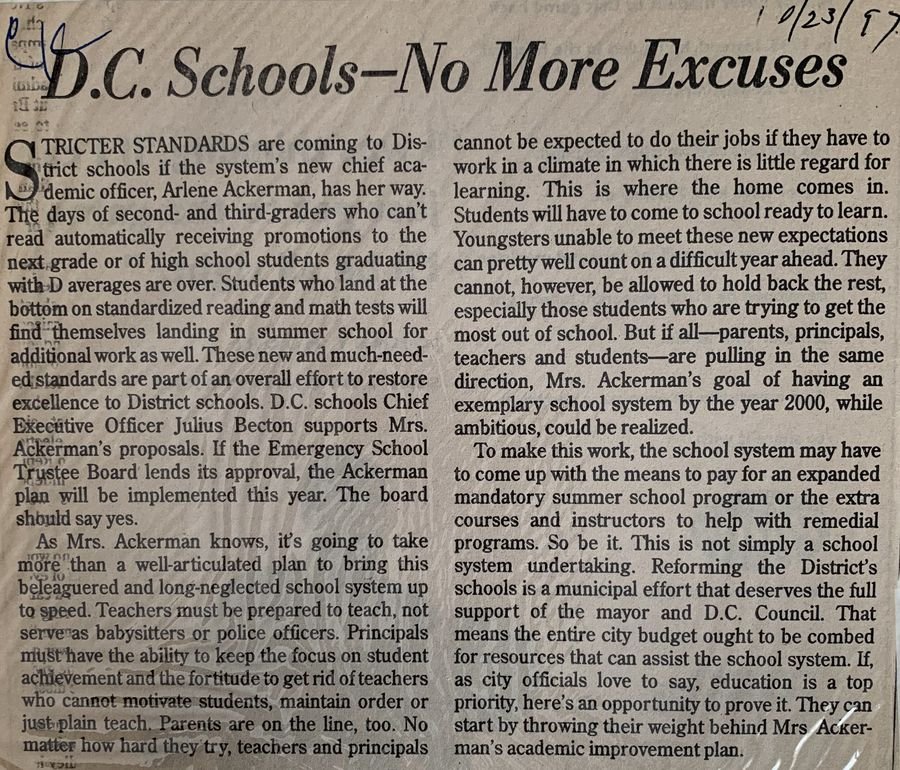 10/23/97
D.C. Schools—No More Excuses
STRICTER STANDARDS are coming to Dis-
trict schools if the system's new chief aca-
demic officer, Arlene Ackerman, has her way.
The days of second- and third-graders who can't
read automatically receiving promotions to the
next grade or of high school students graduating
with D averages are over. Students who land at the
bottom on standardized reading and math tests will
find themselves landing in summer school for
additional work as well. These new and much-need-
ed standards are part of an overall effort to restore
excellence to District schools. D.C. schools Chief
Executive Officer Julius Becton supports Mrs.
Ackerman's proposals. If the Emergency School
Trustee Board lends its approval, the Ackerman
plan will be implemented this year. The board
should say yes.
As Mrs. Ackerman knows, it's going to take
more than a well-articulated plan to bring this
beleaguered and long-neglected school system up
to speed. Teachers must be prepared to teach, not
serve as babysitters or police officers. Principals
must have the ability to keep the focus on student
achievement and the fortitude to get rid of teachers
who cannot motivate students, maintain order or
just plain teach. Parents are on the line, too. No
matter how hard they try, teachers and principals
cannot be expected to do their jobs if they have to
work in a climate in which there is little regard for
learning. This is where the home comes in.
Students will have to come to school ready to learn.
Youngsters unable to meet these new expectations
can pretty well count on a difficult year ahead. They
cannot, however, be allowed to hold back the rest,
especially those students who are trying to get the
most out of school. But if all—parents, principals,
teachers and students—are pulling in the same
direction, Mrs. Ackerman's goal of having an
exemplary school system by the year 2000, while
ambitious, could be realized.
To make this work, the school system may have
to come up with the means to pay for an expanded
mandatory summer school program or the extra
courses and instructors to help with remedial
programs. So be it. This is not simply a school
system undertaking. Reforming the District's
schools is a municipal effort that deserves the full
support of the mayor and D.C. Council. That
means the entire city budget ought to be combed
for resources that can assist the school system. If,
as city officials love to say, education is a top
priority, here's an opportunity to prove it. They can
start by throwing their weight behind Mrs. Acker-
man's academic improvement plan.